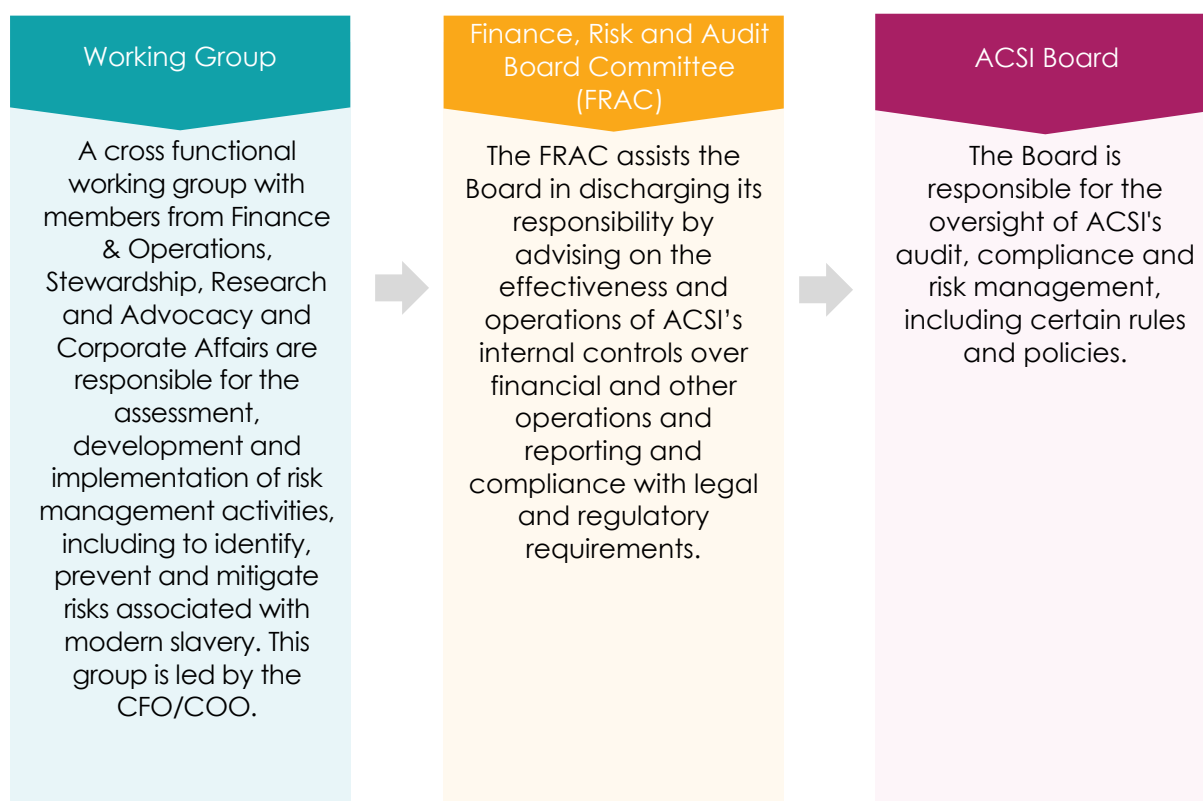 Working Group
A cross functional
working group with
members from Finance
& Operations,
Stewardship, Research
and Advocacy and
Corporate Affairs are
responsible for the
assessment,
development and
implementation of risk
management activities,
including to identify,
prevent and mitigate
risks associated with
modern slavery. This
group is led by the
CFO/COO.
Finance, Risk and Audit
Board Committee
(FRAC)
The FRAC assists the
Board in discharging its
responsibility by
advising on the
effectiveness and
operations of ACSI’s
internal controls over
financial and other
operations and
reporting and
compliance with legal
and regulatory
requirements.
ACSI Board
The Board is
responsible for the
oversight of ACSI's
audit, compliance and
risk management,
including certain rules
and policies.